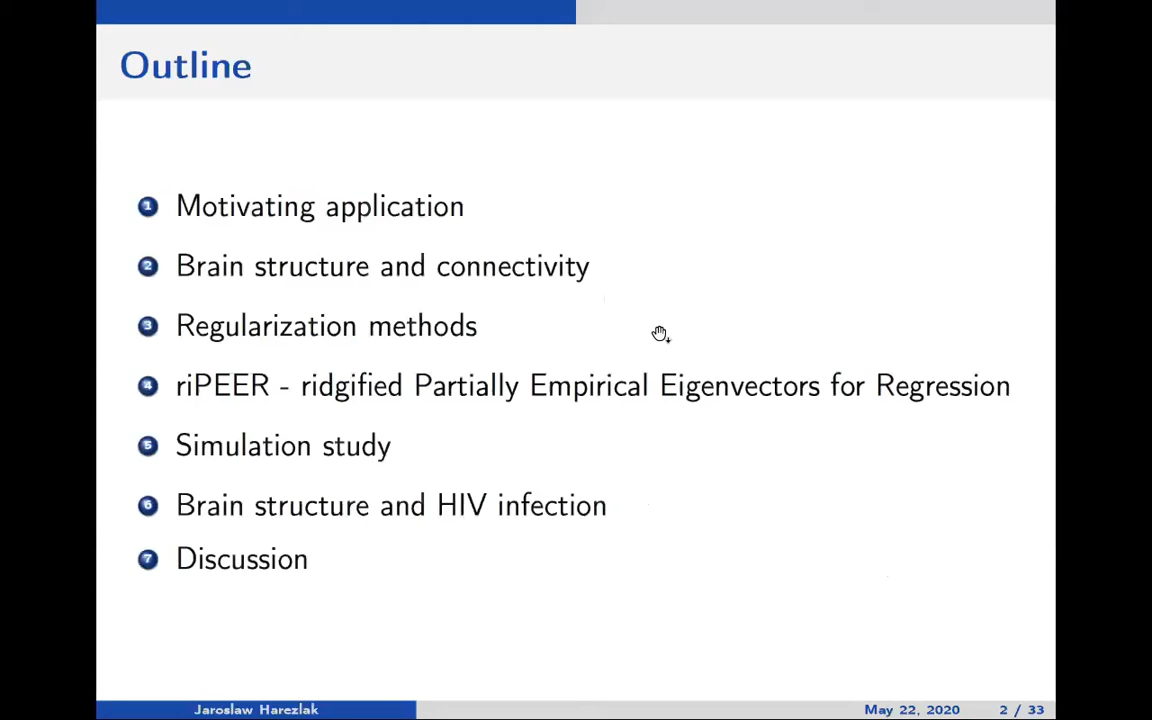 Outline
1 Motivating application
2 Brain structure and connectivity
3 Regularization methods
4 riPEER - ridgified Partially Empirical Eigenvectors for Regression
5 Simulation study
6 Brain structure and HIV infection
7 Discussion
Jaroslaw Harezlak May 22, 2020 2 / 33